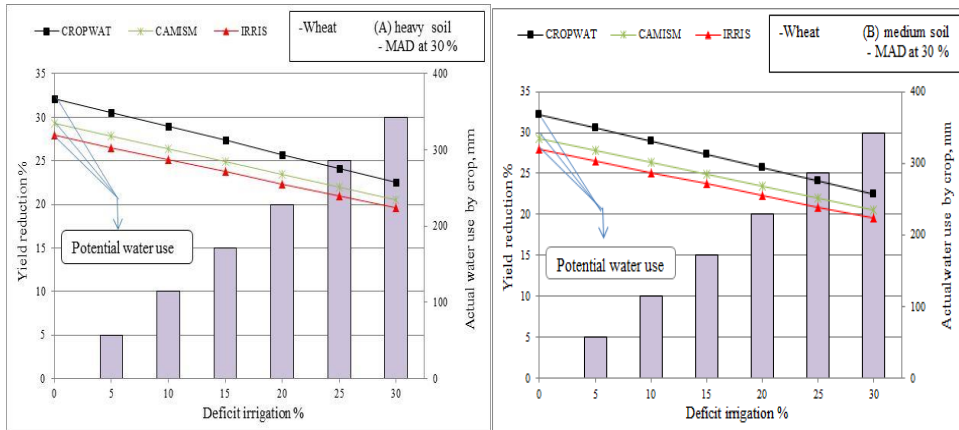 CROPWAT CAMISM IRRIS
-Wheat (A) heavy soil
- MAD at 30 %
35
30
25
20
15
10
5
0
Yield reduction %
400
300
200
100
0
Actual water use by crop, mm
Potential water use
0 5 10 15 20 25 30
Deficit irrigation %
CROPWAT CAMISM IRRIS
-Wheat (B) medium soil
- MAD at 30 %
35
30
25
20
15
10
5
0
Yield reduction %
400
300
200
100
0
Actual water use by crop, mm
Potential water use
0 5 10 15 20 25 30
Deficit irrigation %